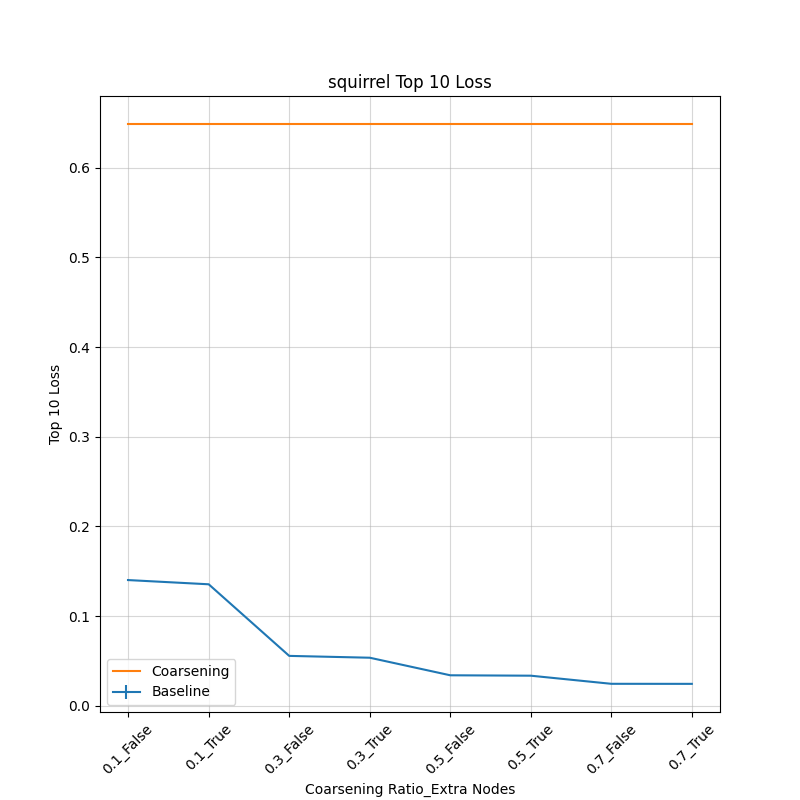 squirrel Top 10 Loss
Top 10 Loss
0.6
0.5
0.4
0.3
0.2
0.1
0.0
Coarsening
Baseline
0.1_False
0.1_True
0.3_False
0.3_True
0.5_False
0.5_True
0.7_False
0.7_True
Coarsening Ratio_Extra Nodes